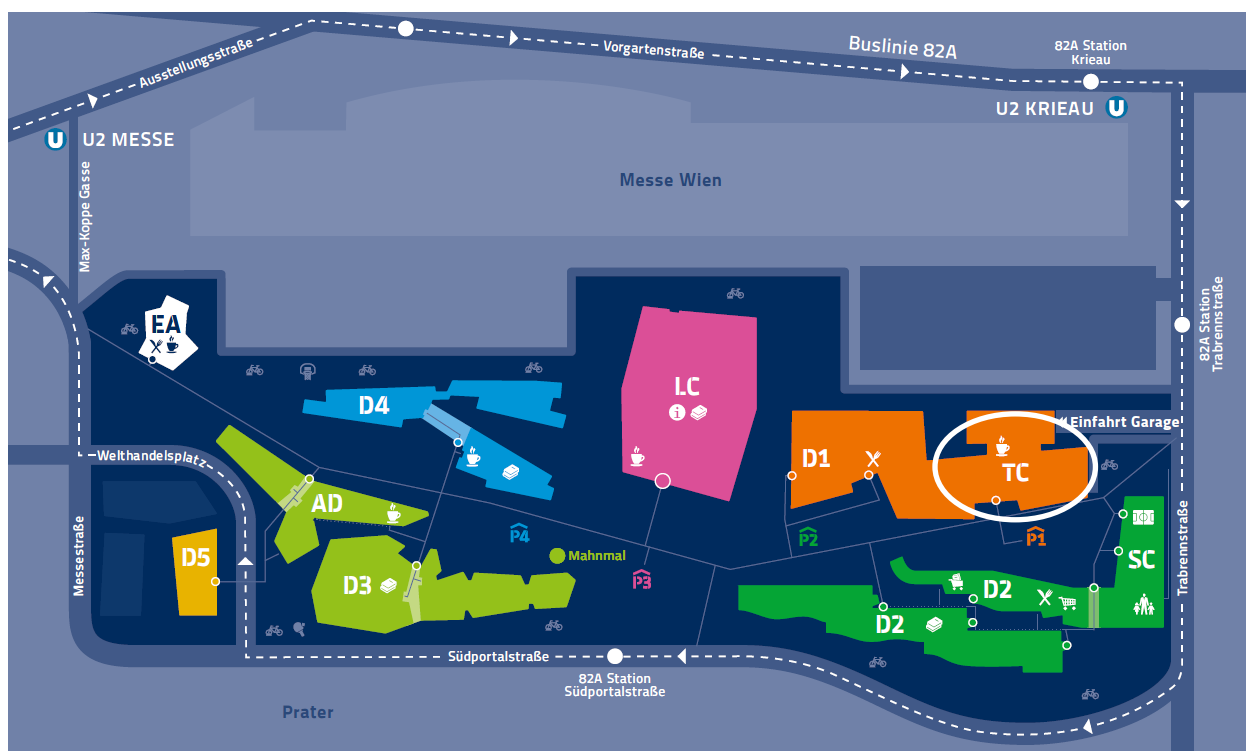 Ausstellungsstraße
Vorgartenstraße
Buslinie 82A
82A Station
Krieau
U2 KRIEAU
U
U
U2 MESSE
Max-Koppe Gasse
Messe Wien
82A Station
Trabrennstraße
EA
D4
LC
i
D1
TC
Einfahrt Garage
Welthandelsplatz
AD
D5
D3
P4
Mahnmal
P3
P2
P1
D2
D2
SC
Messestraße
Trabrennstraße
Südportalstraße
82A Station
Südportalstraße
Prater